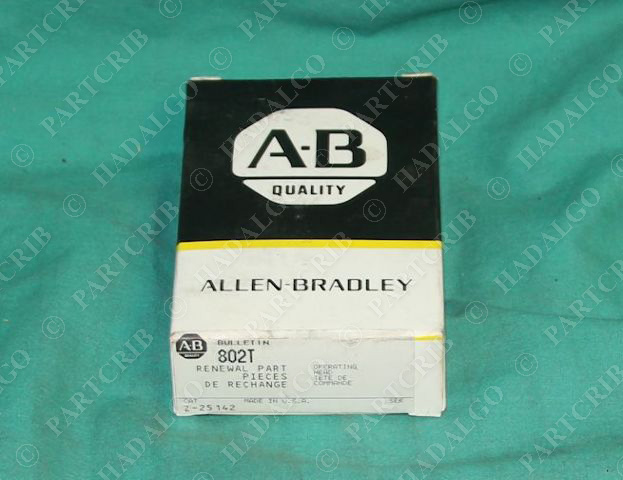 A-B
QUALITY
ALLEN-BRADLEY
A-B
QUALITY
BULLETIN
802T
RENEWAL PART
PIECES
DE RECHANGE
OPERATING
HEAD
TETE DE
COMMANDE
CAT
MADE IN U.S.A.
SER
Z-25142
© PARTCRIB
© HADALGO